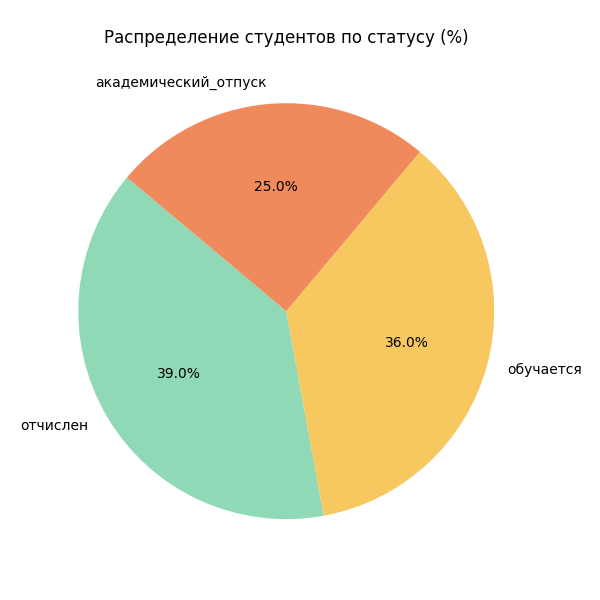 Распределение студентов по статусу (%)
академический_отпуск
25.0%
36.0%
обучается
39.0%
отчислен